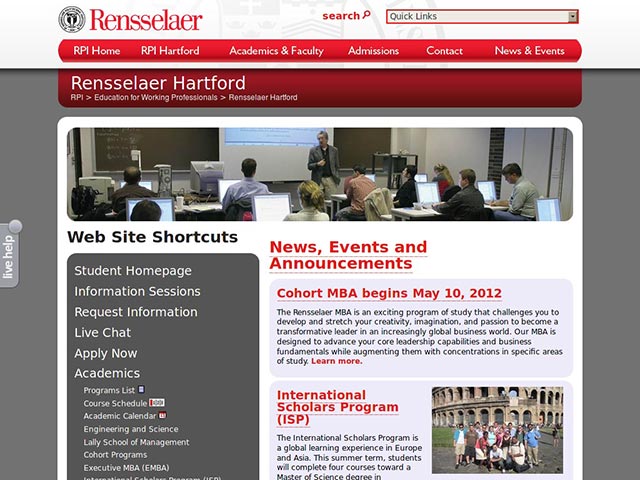 Rensselaer
search
Quick Links
RPI Home RPI Hartford Academics & Faculty Admissions Contact News & Events
Rensselaer Hartford
RPI > Education for Working Professionals > Rensselaer Hartford
live help
Web Site Shortcuts
Student Homepage
Information Sessions
Request Information
Live Chat
Apply Now
Academics
Programs List
Course Schedule
Academic Calendar
Engineering and Science
Lally School of Management
Cohort Programs
Executive MBA (EMBA)
International Scholars Program (ISP)
News, Events and
Announcements
Cohort MBA begins May 10, 2012
The Rensselaer MBA is an exciting program of study that challenges you to
develop and stretch your creativity, imagination, and passion to become a
transformative leader in an increasingly global business world. Our MBA is
designed to advance your core leadership capabilities and business
fundamentals while augmenting them with concentrations in specific areas
of study. Learn more.
International
Scholars Program
(ISP)
The International Scholars Program is
a global learning experience in Europe
and Asia. This summer term, students
will complete four courses toward a
Master of Science degree in